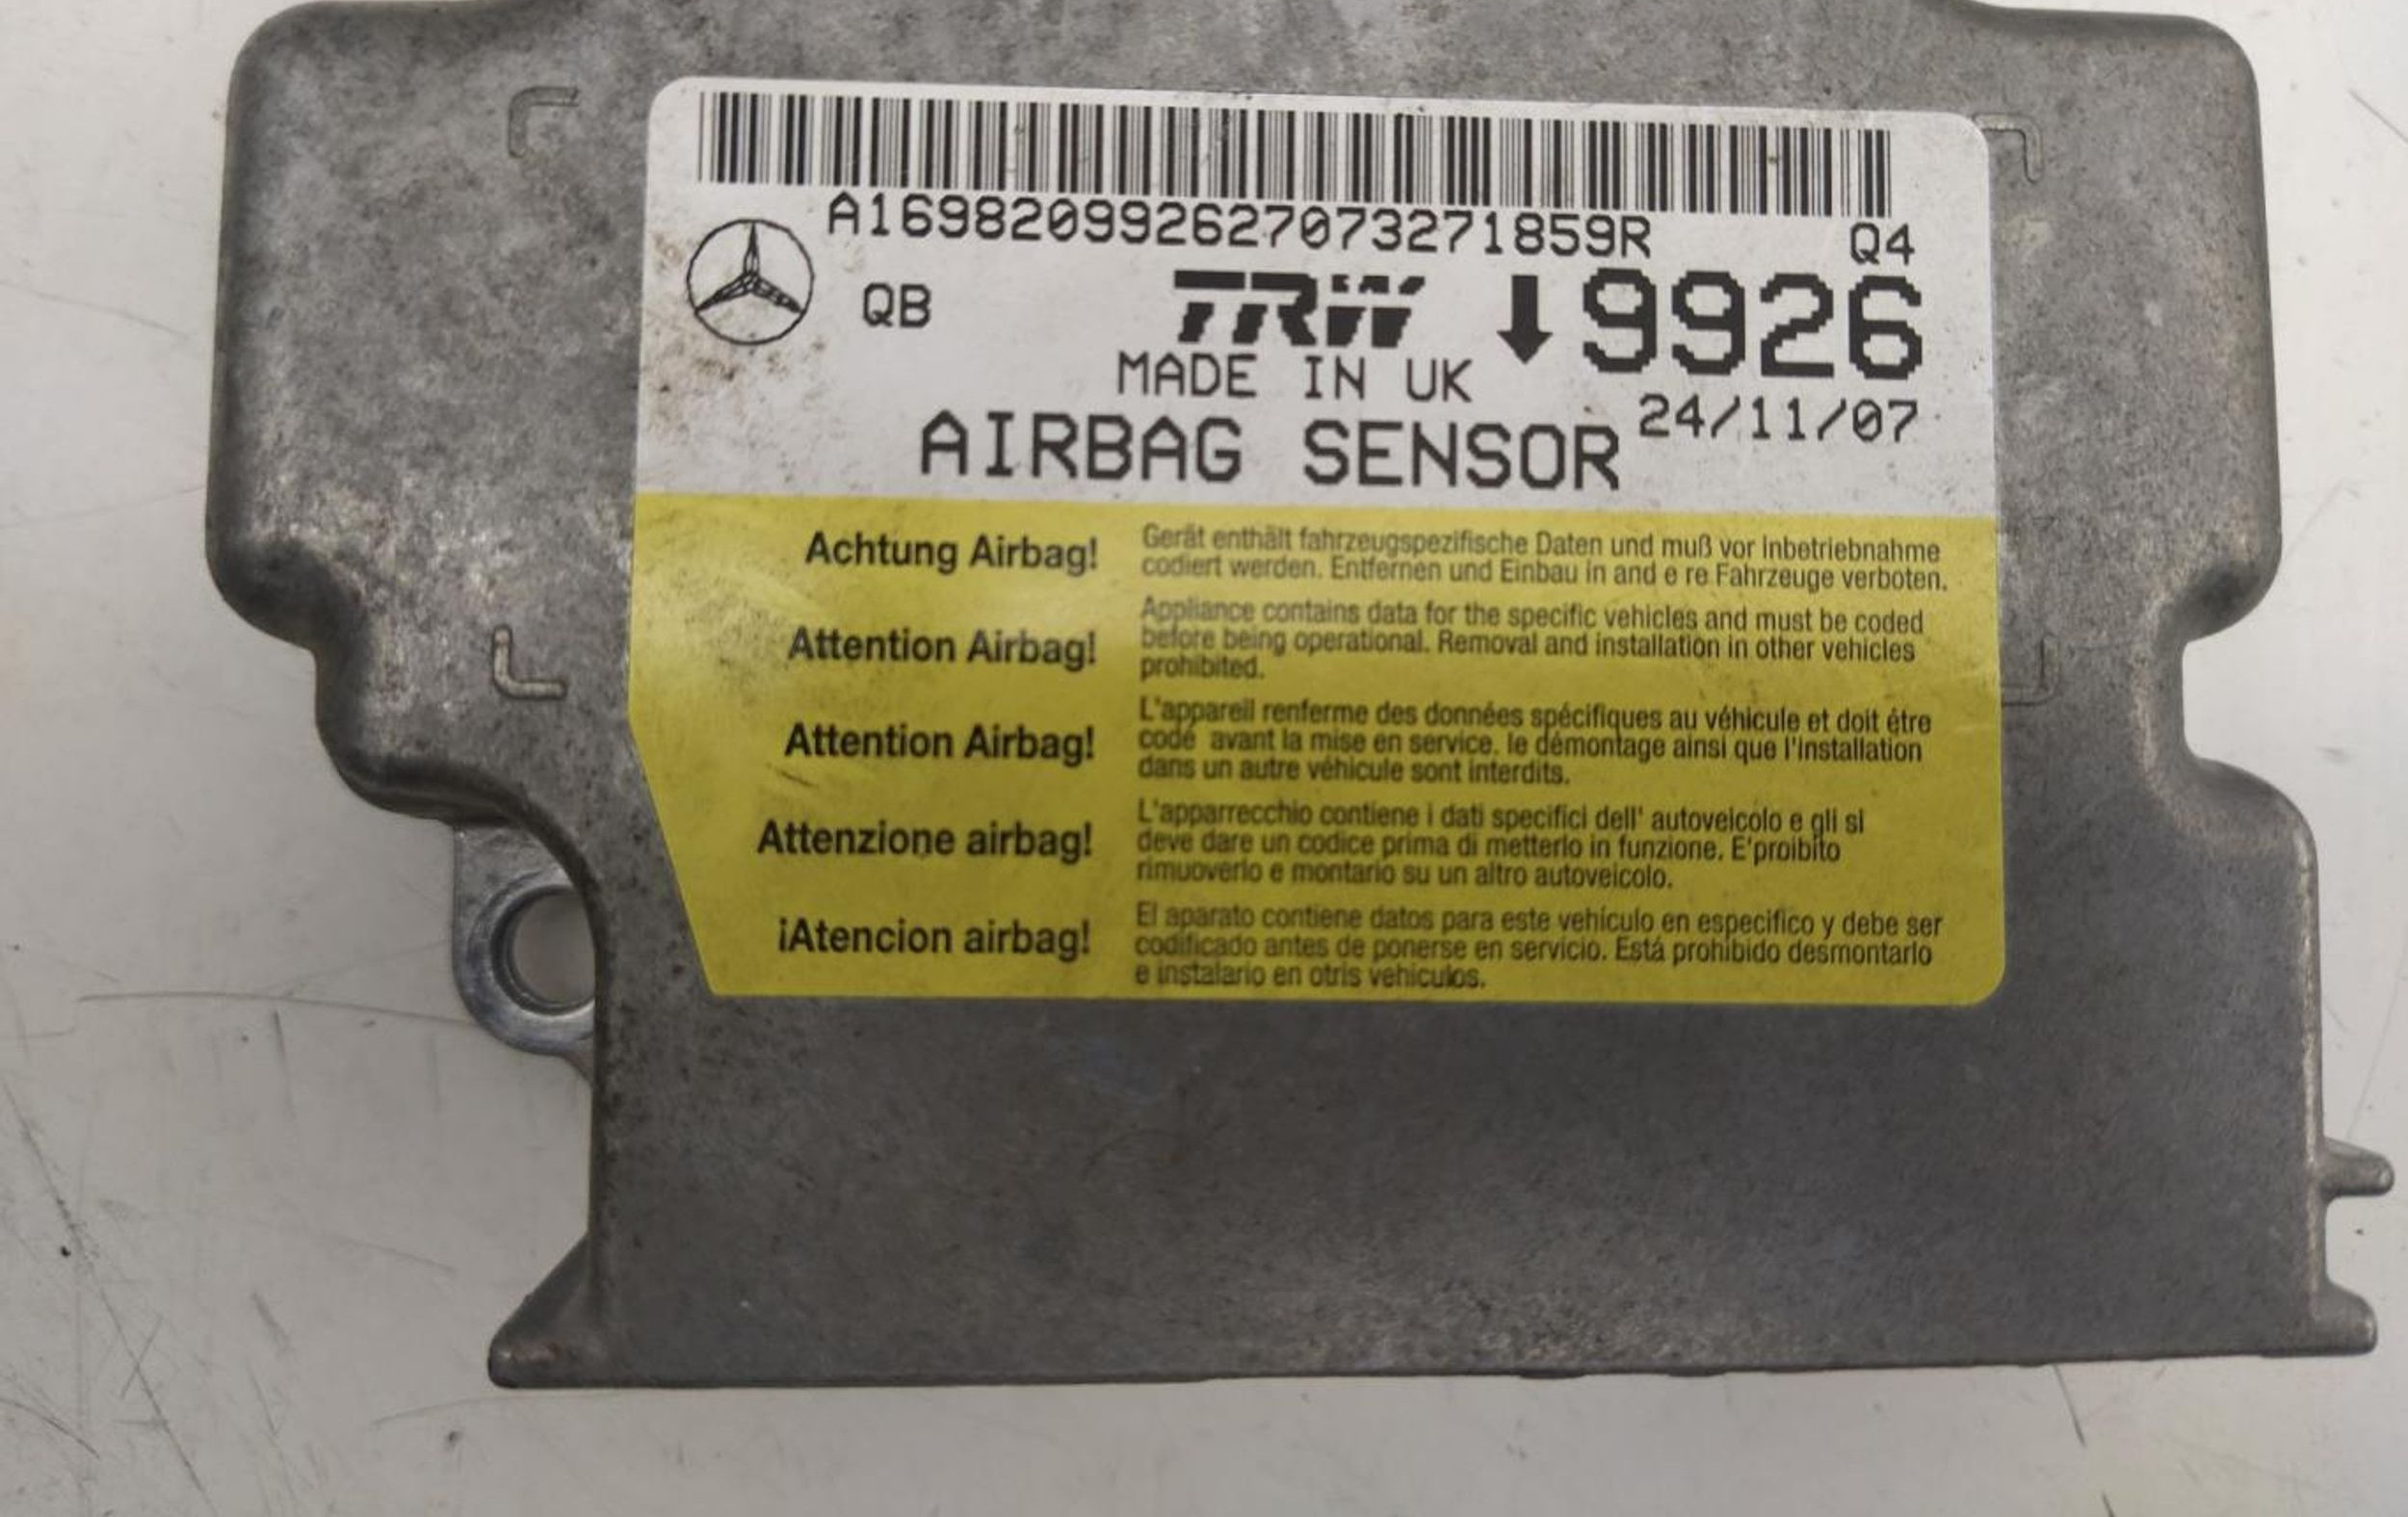 A169820992627073271859R Q4
QB TRW 9926
MADE IN UK
24/11/07
AIRBAG SENSOR
Achtung Airbag!
Gerät enthält fahrzeugspezifische Daten und muß vor Inbetriebnahme
codiert werden. Entfernen und Einbau in and e re Fahrzeuge verboten.
Attention Airbag!
Appliance contains data for the specific vehicles and must be coded
before being operational. Removal and installation in other vehicles
prohibited.
Attention Airbag!
L'appareil renferme des données spécifiques au véhicule et doit étre
codé avant la mise en service. le démontage ainsi que l'installation
dans un autre véhicule sont interdits.
Attenzione airbag!
L'apparrecchio contiene i dati specifici dell' autoveicolo e gli si
deve dare un codice prima di metterlo in funzione. E'proibito
rimuoverlo e montarlo su un altro autoveicolo.
¡Atencion airbag!
El aparato contiene datos para este vehículo en especifico y debe ser
codificado antes de ponerse en servicio. Está prohibido desmontarlo
e instalarlo en otris vehiculos.